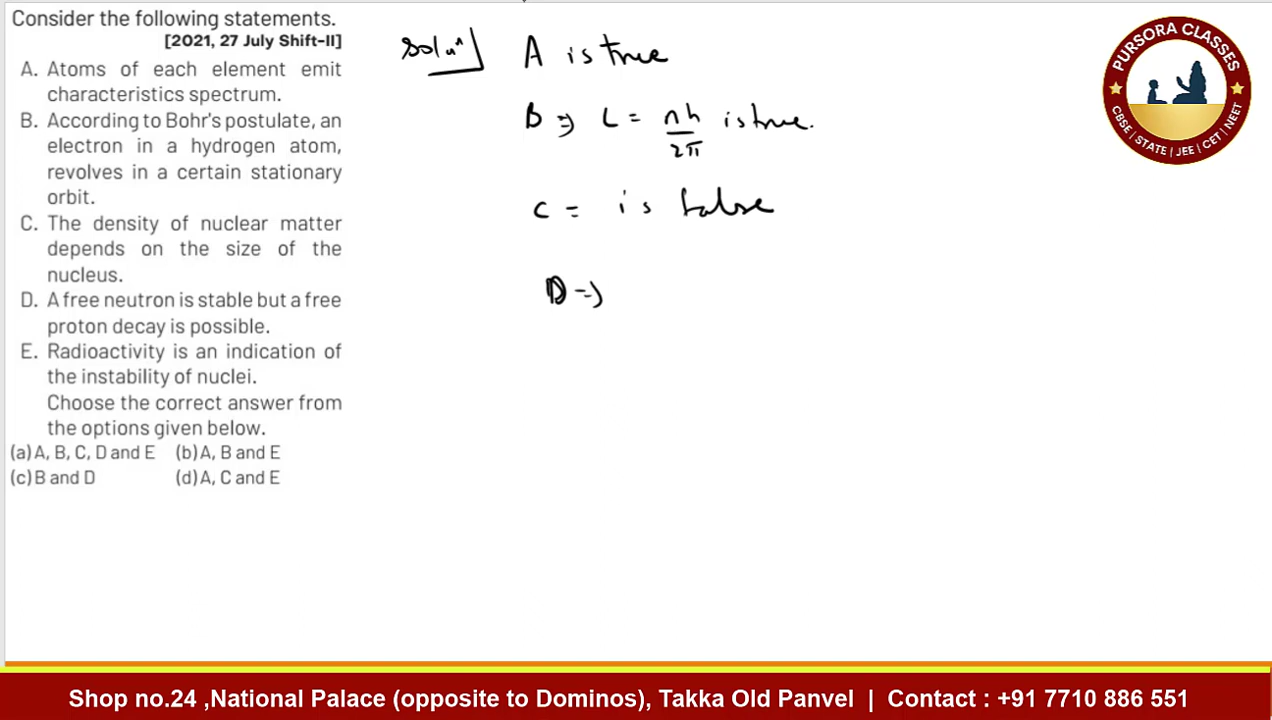 Consider the following statements.
[2021, 27 July Shift-II]
A. Atoms of each element emit
characteristics spectrum.
B. According to Bohr's postulate, an
electron in a hydrogen atom,
revolves in a certain stationary
orbit.
C. The density of nuclear matter
depends on the size of the
nucleus.
D. A free neutron is stable but a free
proton decay is possible.
E. Radioactivity is an indication of
the instability of nuclei.
Choose the correct answer from
the options given below.
(a) A, B, C, D and E (b) A, B and E
(c) B and D (d) A, C and E
Soluⁿ] A is true
B ⇒ L = nh/2π is true.
C = is false
D ⇒
PURSORA CLASSES
CBSE | STATE | JEE | CET | NEET
Shop no.24 ,National Palace (opposite to Dominos), Takka Old Panvel | Contact : +91 7710 886 551